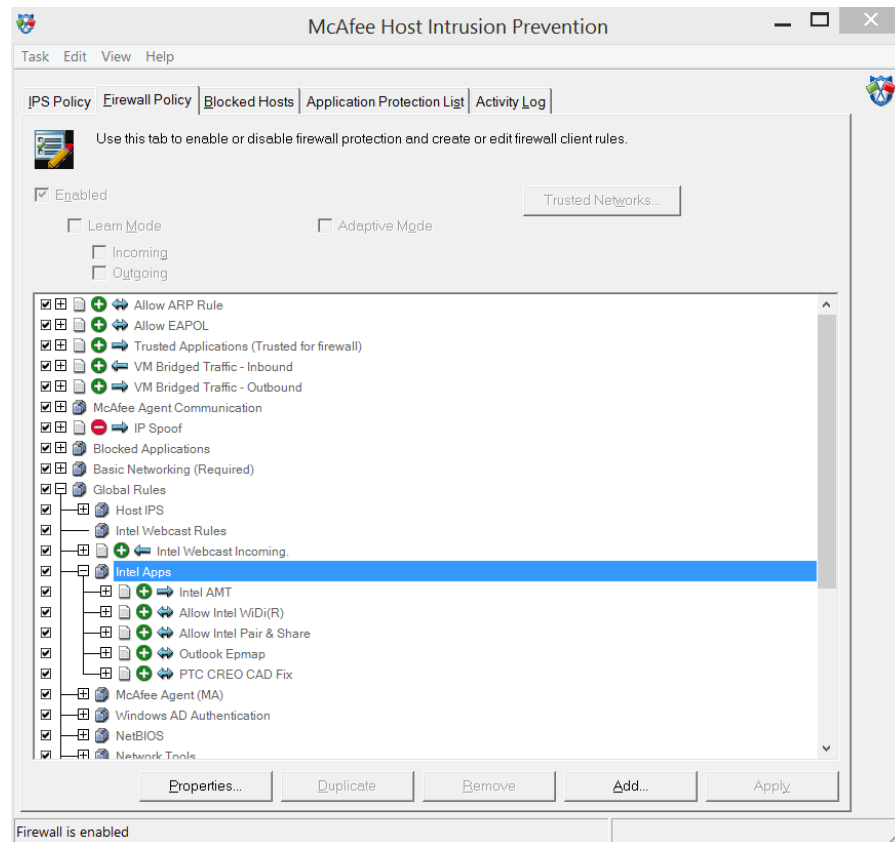 McAfee Host Intrusion Prevention
Task Edit View Help
IPS Policy Firewall Policy Blocked Hosts Application Protection List Activity Log
Use this tab to enable or disable firewall protection and create or edit firewall client rules.
Enabled Trusted Networks...
Learn Mode Adaptive Mode
Incoming
Outgoing
Allow ARP Rule
Allow EAPOL
Trusted Applications (Trusted for firewall)
VM Bridged Traffic - Inbound
VM Bridged Traffic - Outbound
McAfee Agent Communication
IP Spoof
Blocked Applications
Basic Networking (Required)
Global Rules
Host IPS
Intel Webcast Rules
Intel Webcast Incoming.
Intel Apps
Intel AMT
Allow Intel WiDi(R)
Allow Intel Pair & Share
Outlook Epmap
PTC CREO CAD Fix
McAfee Agent (MA)
Windows AD Authentication
NetBIOS
Network Tools
Properties... Duplicate Remove Add... Apply
Firewall is enabled